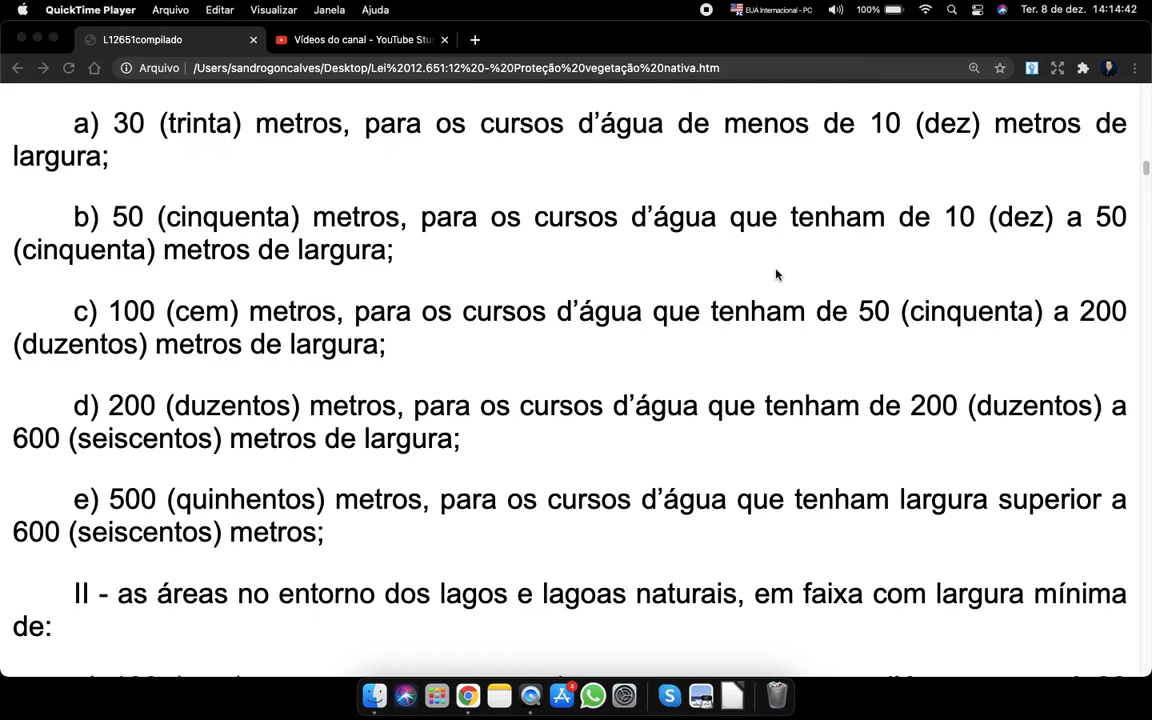 QuickTime Player Arquivo Editar Visualizar Janela Ajuda EUA Internacional - PC 100% Ter. 8 de dez. 14:14:42
L12651compilado Vídeos do canal - YouTube Stu
Arquivo /Users/sandrogoncalves/Desktop/Lei%2012.651:12%20-%20Proteção%20vegetação%20nativa.htm
a) 30 (trinta) metros, para os cursos d’água de menos de 10 (dez) metros de
largura;
b) 50 (cinquenta) metros, para os cursos d’água que tenham de 10 (dez) a 50
(cinquenta) metros de largura;
c) 100 (cem) metros, para os cursos d’água que tenham de 50 (cinquenta) a 200
(duzentos) metros de largura;
d) 200 (duzentos) metros, para os cursos d’água que tenham de 200 (duzentos) a
600 (seiscentos) metros de largura;
e) 500 (quinhentos) metros, para os cursos d’água que tenham largura superior a
600 (seiscentos) metros;
II - as áreas no entorno dos lagos e lagoas naturais, em faixa com largura mínima
de: